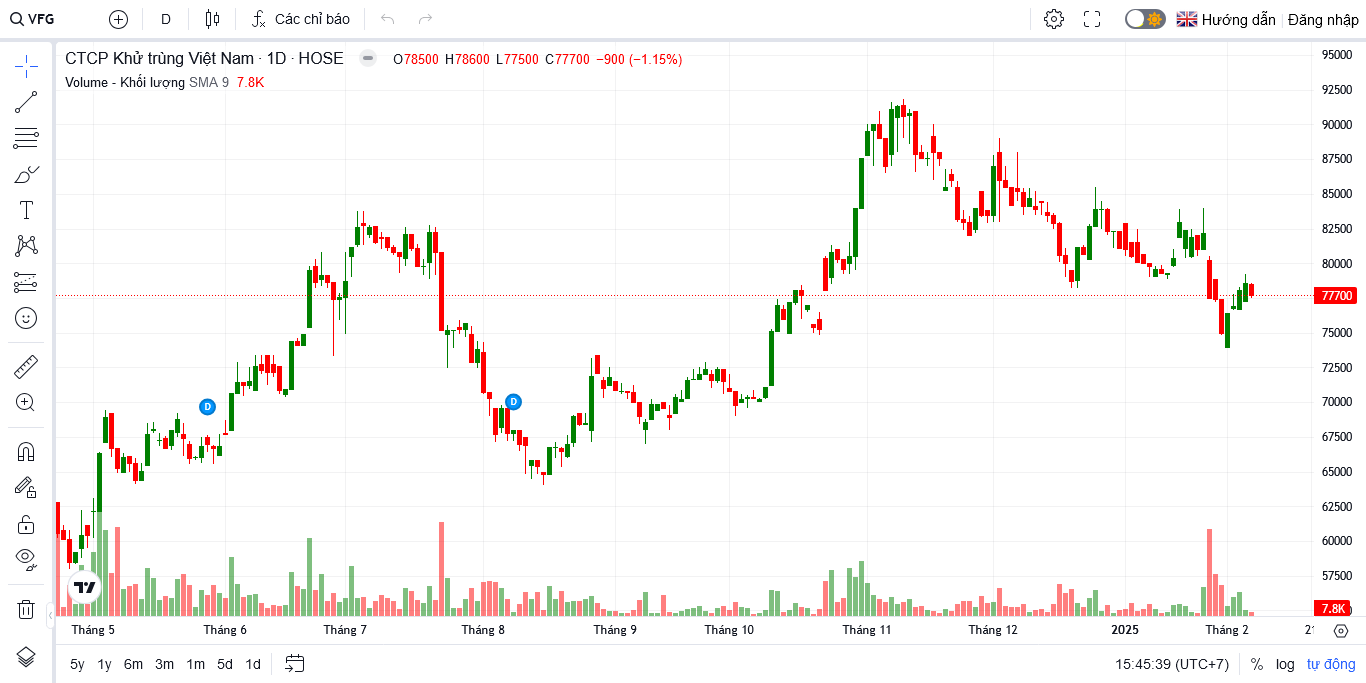 VFG D Các chỉ báo Hướng dẫn Đăng nhập
CTCP Khử trùng Việt Nam · 1D · HOSE O78500 H78600 L77500 C77700 −900 (−1.15%)
Volume - Khối lượng SMA 9 7.8K
95000
92500
90000
87500
85000
82500
80000
77700
75000
72500
70000
67500
65000
62500
60000
57500
7.8K
D
D
Tháng 5 Tháng 6 Tháng 7 Tháng 8 Tháng 9 Tháng 10 Tháng 11 Tháng 12 2025 Tháng 2
5y 1y 6m 3m 1m 5d 1d 15:45:39 (UTC+7) % log tự động